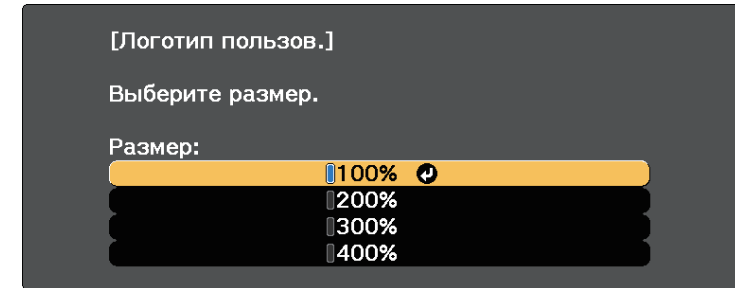 [Логотип пользов.]
Выберите размер.
Размер:
100%
200%
300%
400%